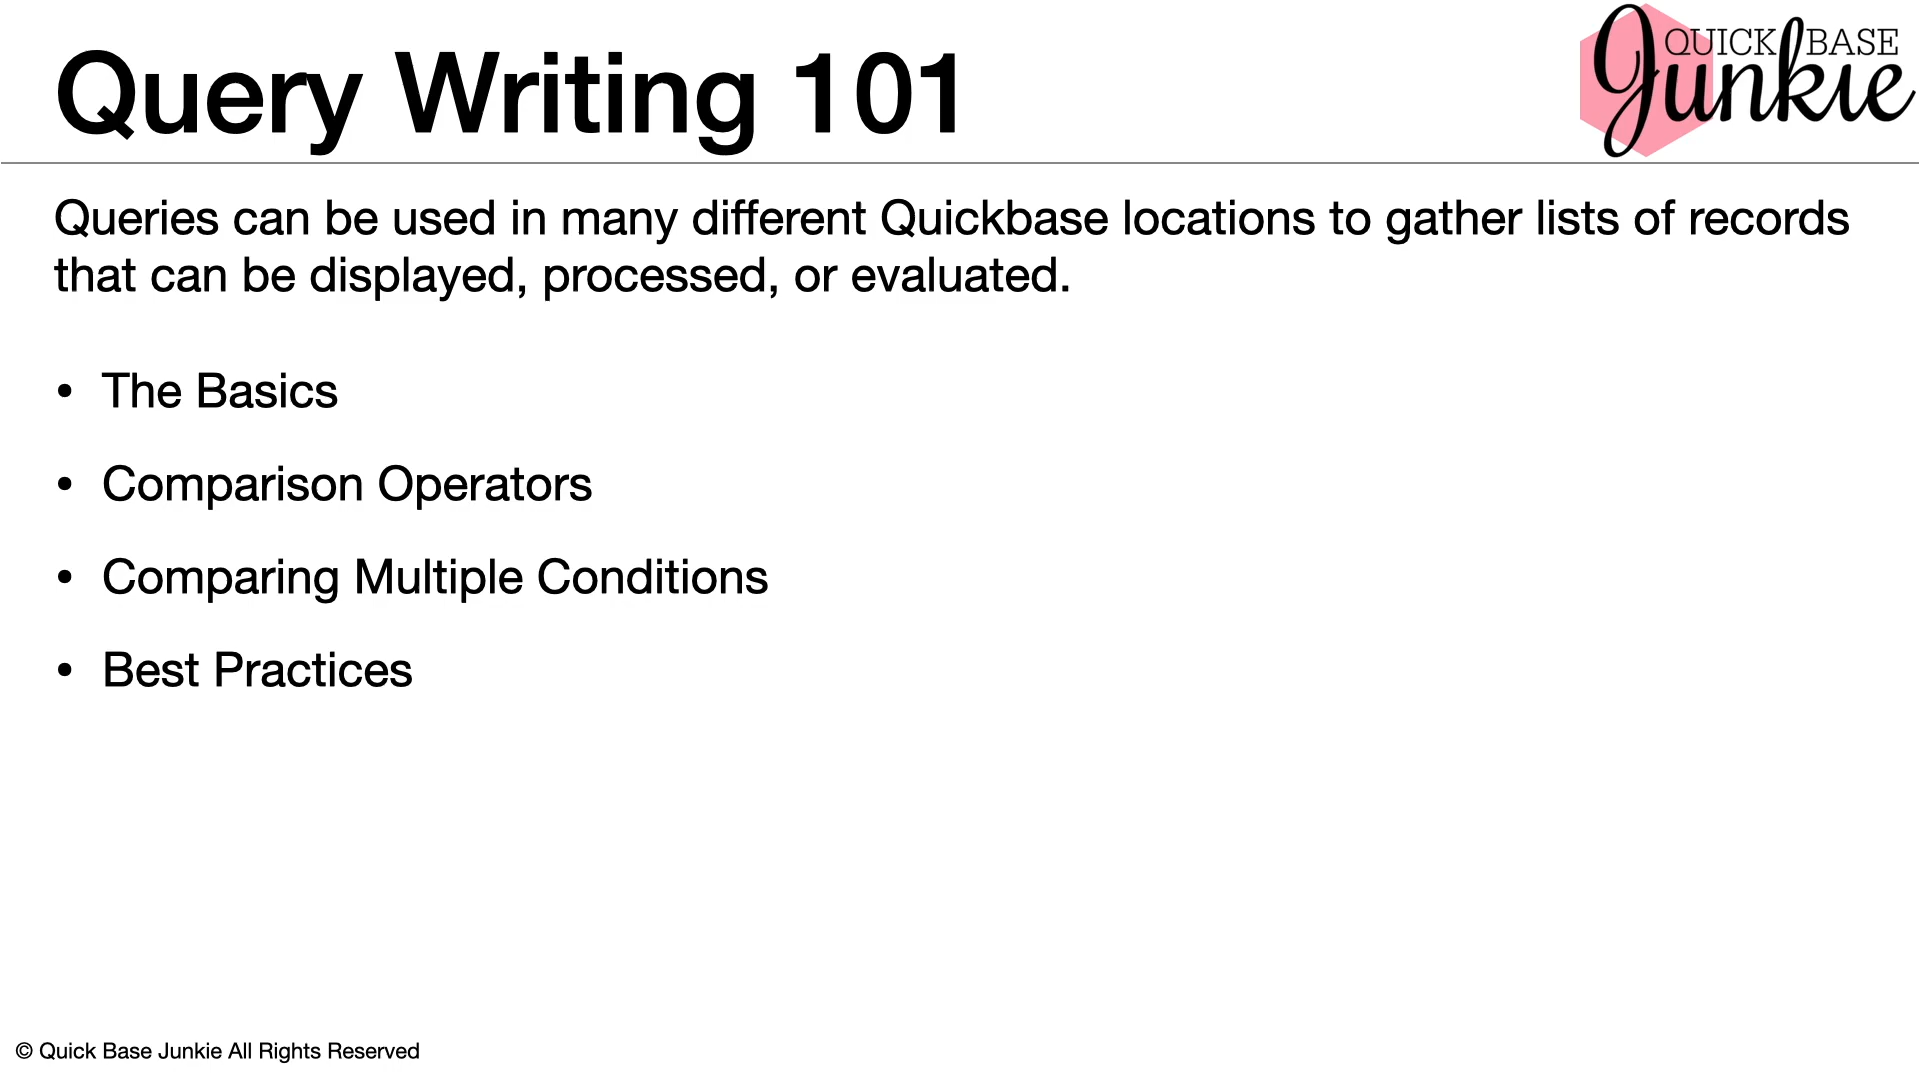 Query Writing 101
QUICK BASE
Junkie
Queries can be used in many different Quickbase locations to gather lists of records
that can be displayed, processed, or evaluated.
• The Basics
• Comparison Operators
• Comparing Multiple Conditions
• Best Practices
© Quick Base Junkie All Rights Reserved